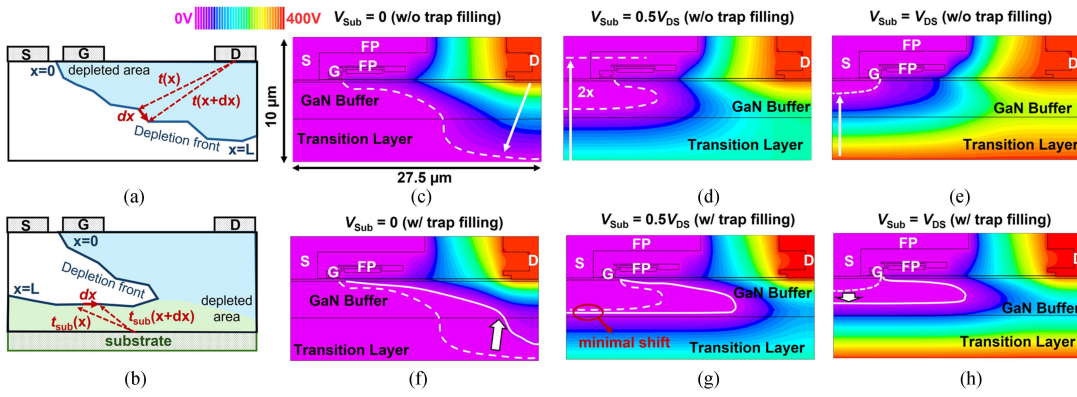 0V 400V
V_Sub = 0 (w/o trap filling)
V_Sub = 0.5V_DS (w/o trap filling)
V_Sub = V_DS (w/o trap filling)
S G D
x=0 depleted area
t(x)
t(x+dx)
dx
Depletion front
x=L
10 μm
FP
S
FP
G
D
GaN Buffer
Transition Layer
27.5 μm
FP
S
G
D
2x
GaN Buffer
Transition Layer
FP
S
FP
G
D
GaN Buffer
Transition Layer
(a) (c) (d) (e)
V_Sub = 0 (w/ trap filling)
V_Sub = 0.5V_DS (w/ trap filling)
V_Sub = V_DS (w/ trap filling)
S G D
x=0
Depletion front
x=L
dx
depleted area
t_sub(x)
t_sub(x+dx)
substrate
FP
S
FP
G
D
GaN Buffer
Transition Layer
FP
S
FP
G
D
GaN Buffer
minimal shift
Transition Layer
FP
S
FP
G
D
GaN Buffer
Transition Layer
(b) (f) (g) (h)